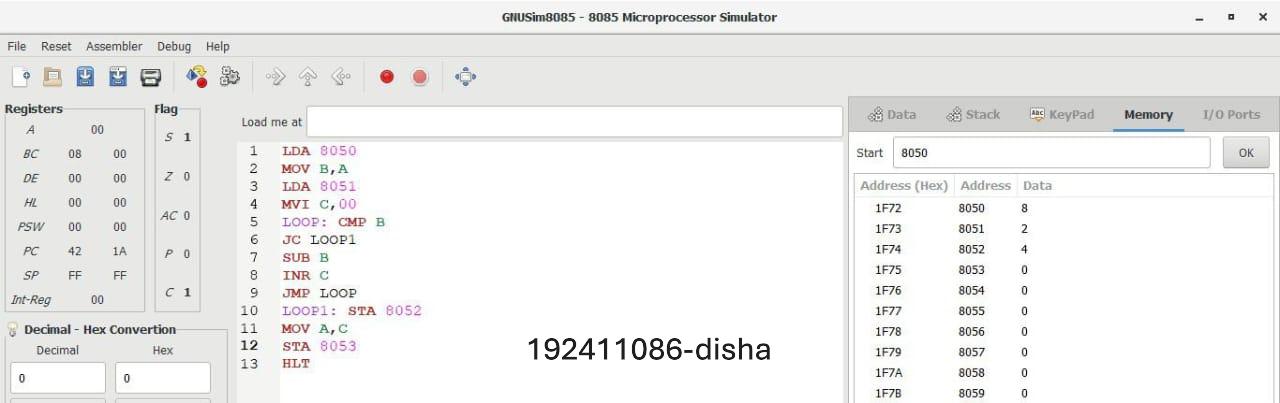 GNUSim8085 - 8085 Microprocessor Simulator
File Reset Assembler Debug Help
Registers
A 00
BC 08 00
DE 00 00
HL 00 00
PSW 00 00
PC 42 1A
SP FF FF
Int-Reg 00
Flag
S 1
Z 0
AC 0
P 0
C 1
Decimal - Hex Convertion
Decimal Hex
0 0
Load me at
1 LDA 8050
2 MOV B,A
3 LDA 8051
4 MVI C,00
5 LOOP: CMP B
6 JC LOOP1
7 SUB B
8 INR C
9 JMP LOOP
10 LOOP1: STA 8052
11 MOV A,C
12 STA 8053
13 HLT
192411086-disha
Data Stack KeyPad Memory I/O Ports
Start 8050 OK
Address (Hex) Address Data
1F72 8050 8
1F73 8051 2
1F74 8052 4
1F75 8053 0
1F76 8054 0
1F77 8055 0
1F78 8056 0
1F79 8057 0
1F7A 8058 0
1F7B 8059 0